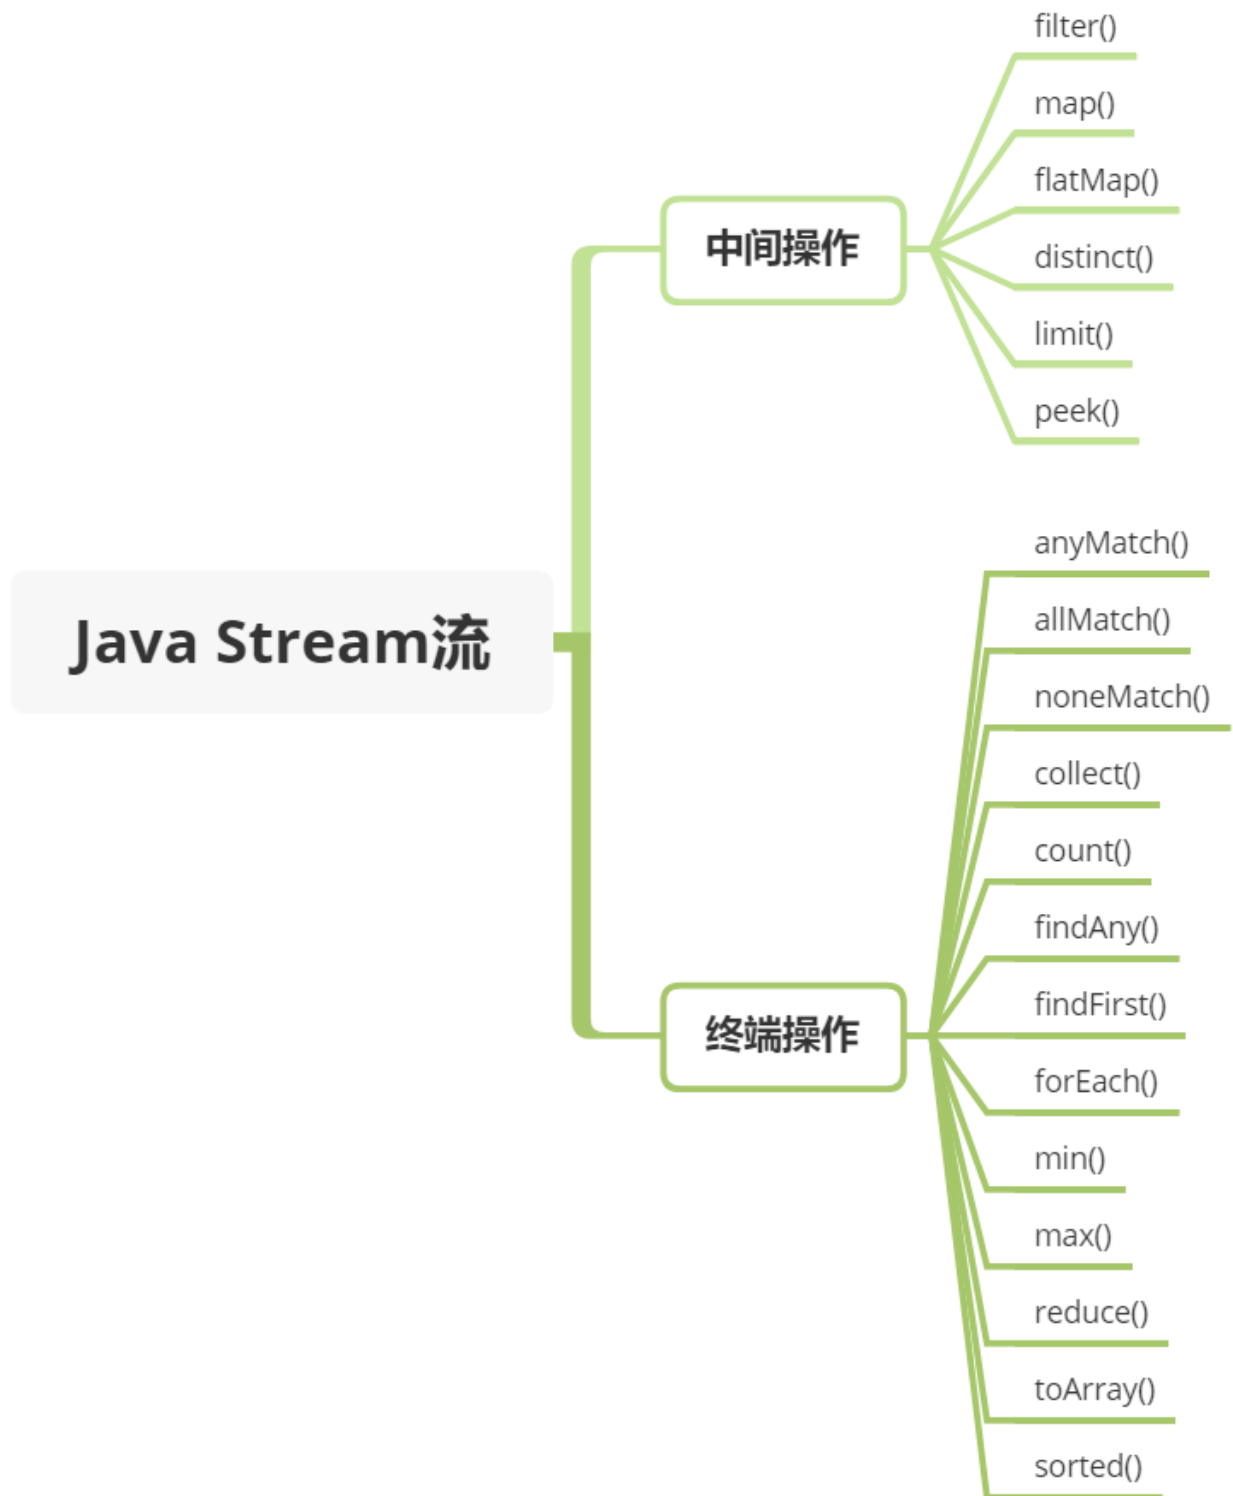 Java Stream流
中间操作
filter()
map()
flatMap()
distinct()
limit()
peek()
终端操作
anyMatch()
allMatch()
noneMatch()
collect()
count()
findAny()
findFirst()
forEach()
min()
max()
reduce()
toArray()
sorted()